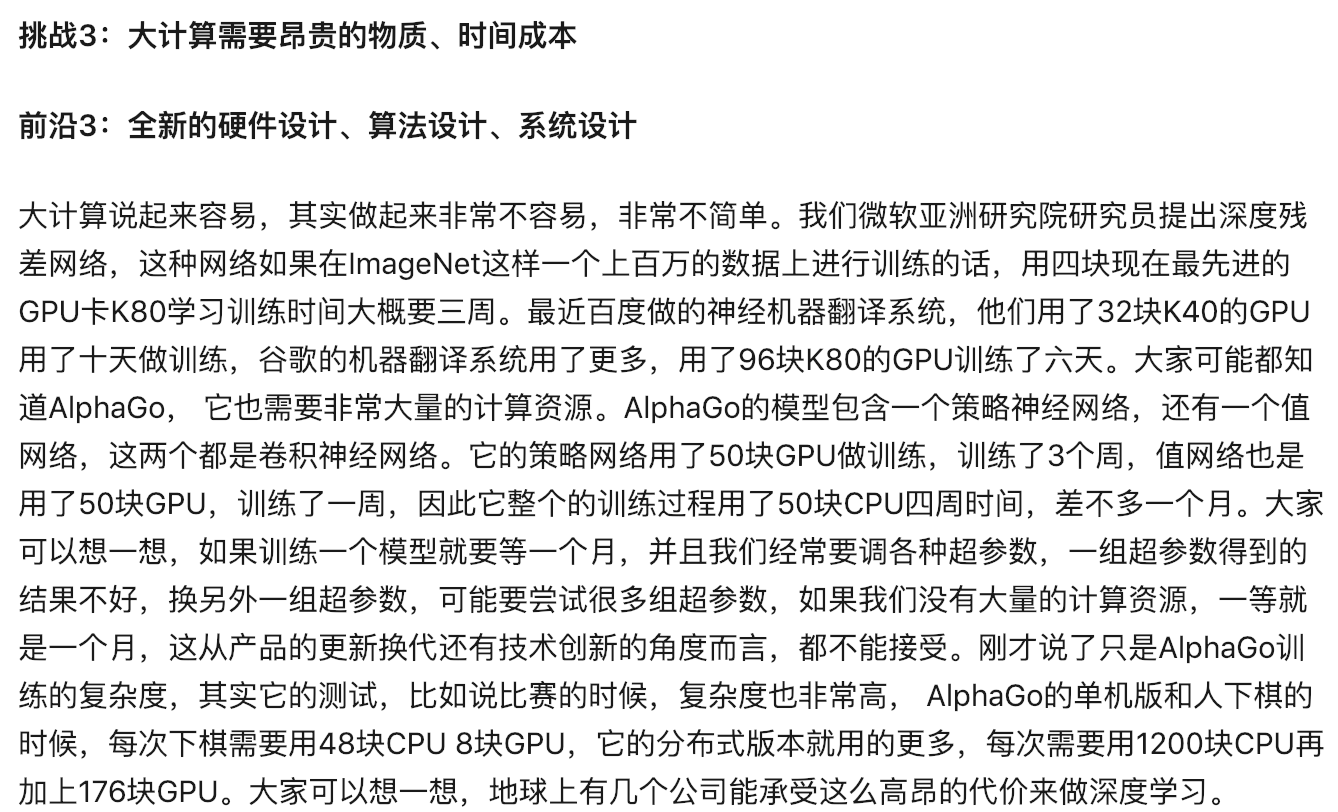 挑战3：大计算需要昂贵的物质、时间成本
前沿3：全新的硬件设计、算法设计、系统设计
大计算说起来容易，其实做起来非常不容易，非常不简单。我们微软亚洲研究院研究员提出深度残
差网络，这种网络如果在ImageNet这样一个上百万的数据上进行训练的话，用四块现在最先进的
GPU卡K80学习训练时间大概要三周。最近百度做的神经机器翻译系统，他们用了32块K40的GPU
用了十天做训练，谷歌的机器翻译系统用了更多，用了96块K80的GPU训练了六天。大家可能都知
道AlphaGo， 它也需要非常大量的计算资源。AlphaGo的模型包含一个策略神经网络，还有一个值
网络，这两个都是卷积神经网络。它的策略网络用了50块GPU做训练，训练了3个周，值网络也是
用了50块GPU，训练了一周，因此它整个的训练过程用了50块CPU四周时间，差不多一个月。大家
可以想一想，如果训练一个模型就要等一个月，并且我们经常要调各种超参数，一组超参数得到的
结果不好，换另外一组超参数，可能要尝试很多组超参数，如果我们没有大量的计算资源，一等就
是一个月，这从产品的更新换代还有技术创新的角度而言，都不能接受。刚才说了只是AlphaGo训
练的复杂度，其实它的测试，比如说比赛的时候，复杂度也非常高， AlphaGo的单机版和人下棋的
时候，每次下棋需要用48块CPU 8块GPU，它的分布式版本就用的更多，每次需要用1200块CPU再
加上176块GPU。大家可以想一想，地球上有几个公司能承受这么高昂的代价来做深度学习。